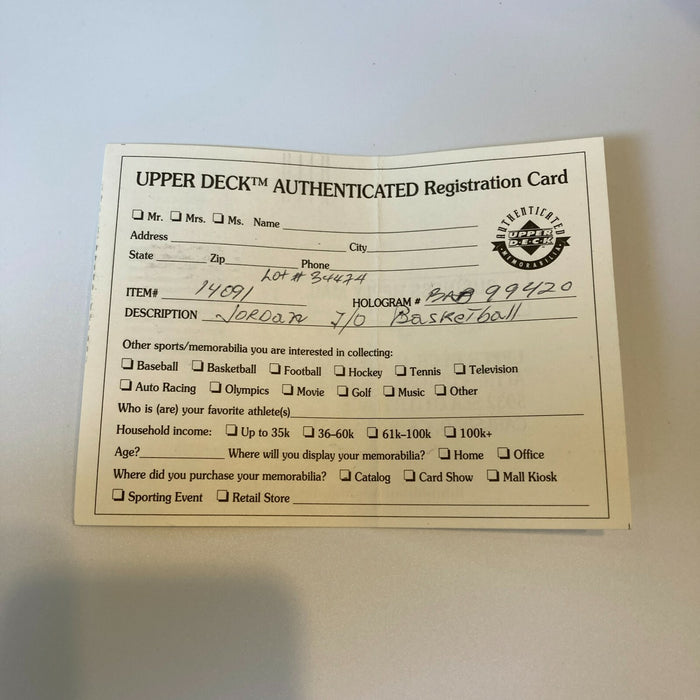 UPPER DECK™ AUTHENTICATED Registration Card
Mr. Mrs. Ms. Name
AUTHENTICATED
UPPER DECK
MEMORABILIA
Address City
State Zip Phone
Lot # 34474
ITEM# 14091 HOLOGRAM # 99420
DESCRIPTION Jordan I/O Basketball
Other sports/memorabilia you are interested in collecting:
Baseball Basketball Football Hockey Tennis Television
Auto Racing Olympics Movie Golf Music Other
Who is (are) your favorite athlete(s)
Household income: Up to 35k 36–60k 61k–100k 100k+
Age? Where will you display your memorabilia? Home Office
Where did you purchase your memorabilia? Catalog Card Show Mall Kiosk
Sporting Event Retail Store